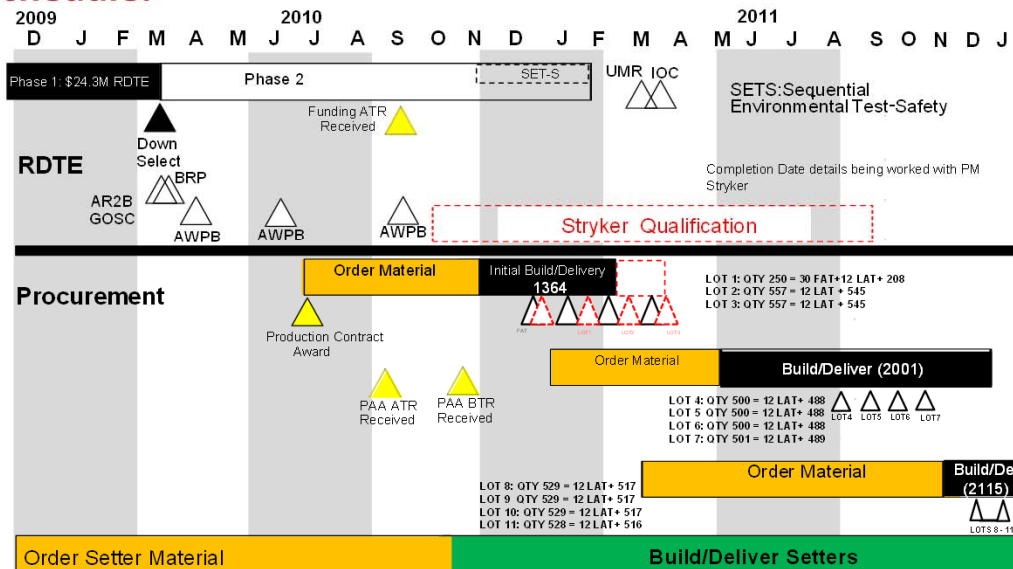 2009 2010 2011
D J F M A M J J A S O N D J F M A M J J A S O N D J
Phase 1: $24.3M RDTE
Phase 2
SET-S
UMR IOC
SETS:Sequential
Environmental Test-Safety
Funding ATR
Received
Down
Select
RDTE
BRP
AR2B
GOSC
AWPB
AWPB
AWPB
Completion Date details being worked with PM
Stryker
Stryker Qualification
Procurement
Order Material
Initial Build/Delivery
1364
LOT 1: QTY 250 = 30 FAT+12 LAT+ 208
LOT 2: QTY 557 = 12 LAT + 545
LOT 3: QTY 557 = 12 LAT + 545
FAT
LOT1
LOT2
LOT3
Production Contract
Award
PAA ATR
Received
PAA BTR
Received
Order Material
Build/Deliver (2001)
LOT 4: QTY 500 = 12 LAT+ 488
LOT 5 QTY 500 = 12 LAT+ 488
LOT 6: QTY 500 = 12 LAT+ 488
LOT 7: QTY 501 = 12 LAT+ 489
LOT4 LOT5 LOT6 LOT7
Order Material
Build/De
(2115)
LOT 8: QTY 529 = 12 LAT+ 517
LOT 9 QTY 529 = 12 LAT+ 517
LOT 10: QTY 529 = 12 LAT+ 517
LOT 11: QTY 528 = 12 LAT+ 516
LOTS 8 - 11
Order Setter Material
Build/Deliver Setters